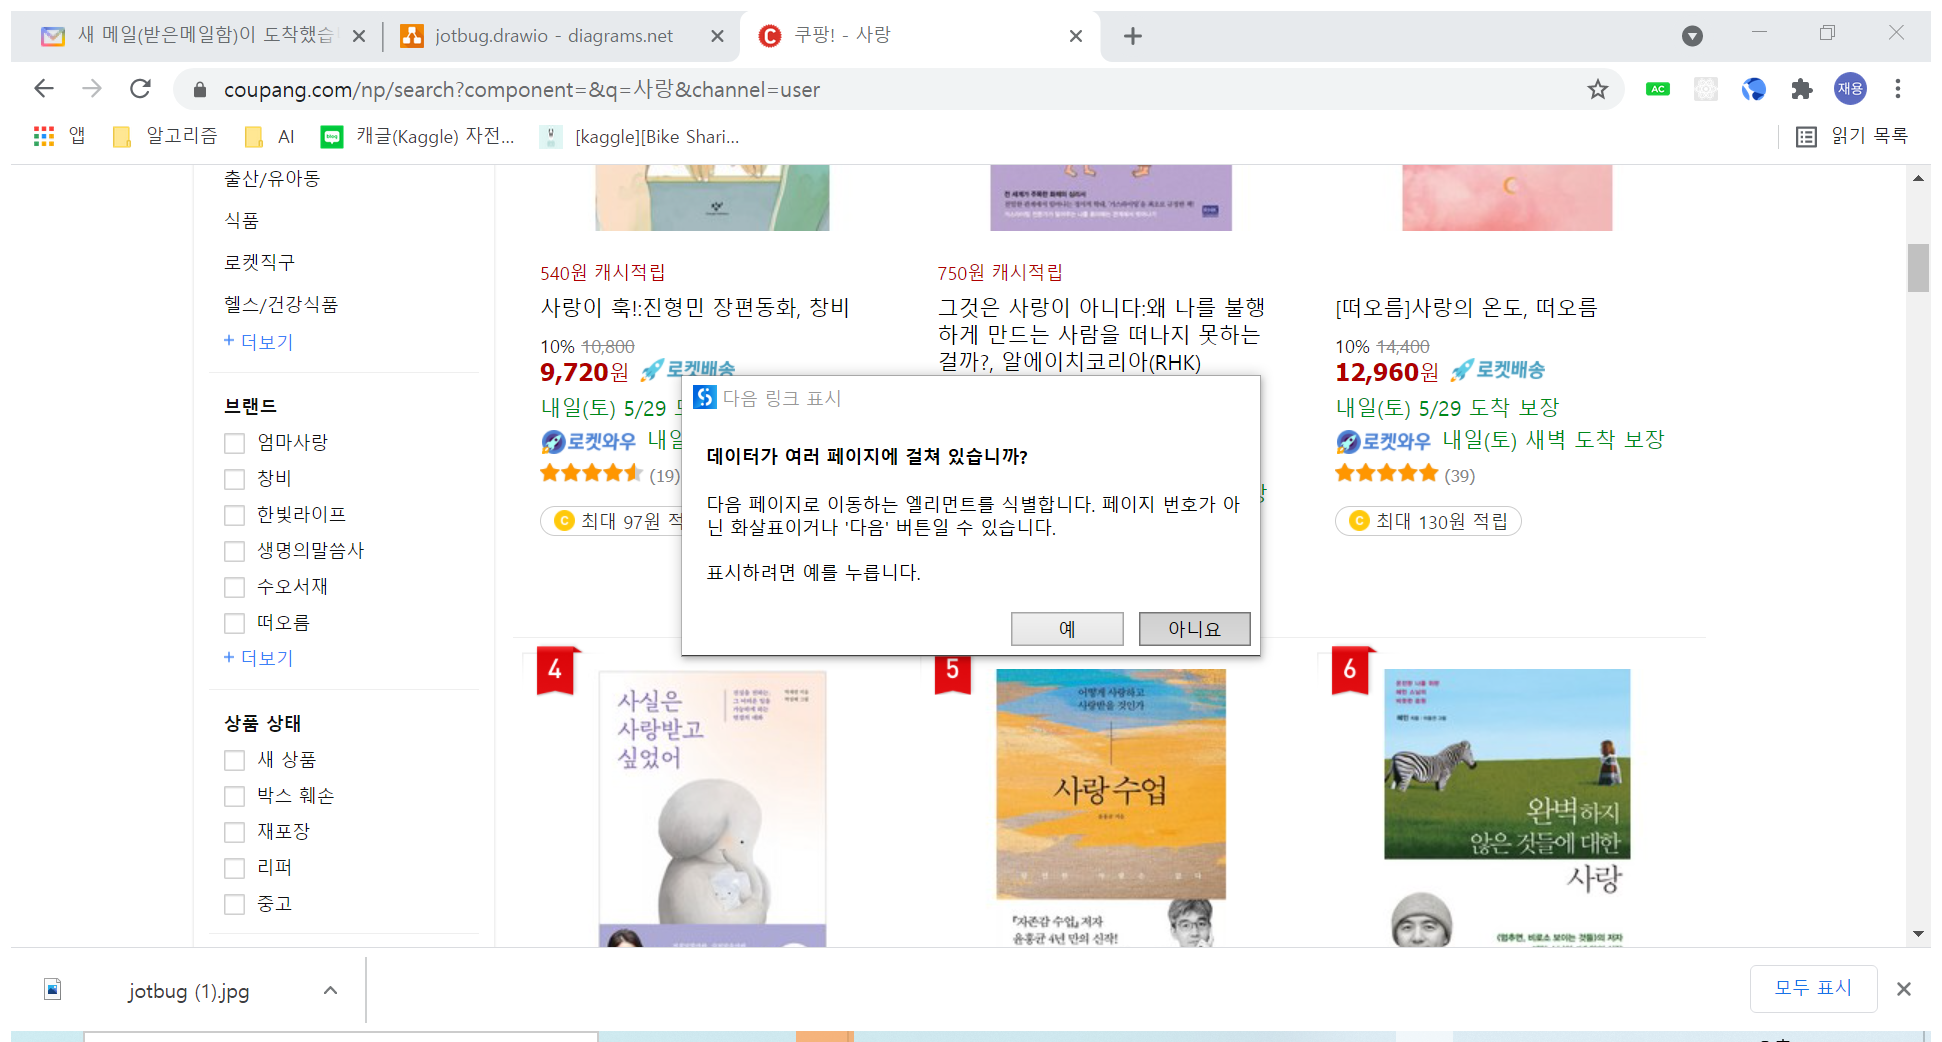 새 메일(받은메일함)이 도착했습
jotbug.drawio - diagrams.net
쿠팡! - 사랑
coupang.com/np/search?component=&q=사랑&channel=user
AC
재용
앱
알고리즘
AI
캐글(Kaggle) 자전...
[kaggle][Bike Shari...
읽기 목록
출산/유아동
식품
로켓직구
헬스/건강식품
+ 더보기
브랜드
엄마사랑
창비
한빛라이프
생명의말씀사
수오서재
떠오름
+ 더보기
상품 상태
새 상품
박스 훼손
재포장
리퍼
중고
540원 캐시적립
사랑이 훅!:진형민 장편동화, 창비
10% 10,800
9,720원 로켓배송
내일(토) 5/29 도
로켓와우 내일
(19)
최대 97원 적
750원 캐시적립
그것은 사랑이 아니다:왜 나를 불행
하게 만드는 사람을 떠나지 못하는
걸까?, 알에이치코리아(RHK)
[떠오름]사랑의 온도, 떠오름
10% 14,400
12,960원 로켓배송
내일(토) 5/29 도착 보장
로켓와우 내일(토) 새벽 도착 보장
(39)
최대 130원 적립
다음 링크 표시
데이터가 여러 페이지에 걸쳐 있습니까?
다음 페이지로 이동하는 엘리먼트를 식별합니다. 페이지 번호가 아
닌 화살표이거나 '다음' 버튼일 수 있습니다.
표시하려면 예를 누릅니다.
예
아니요
4
사실은
사랑받고
싶었어
5
어떻게 사랑하고
사랑받을 것인가
사랑 수업
『자존감 수업』 저자
윤홍균 4년 만의 신작!
6
완벽하지
않은 것들에 대한
사랑
《멈추면, 비로소 보이는 것들》의 저자
jotbug (1).jpg
모두 표시